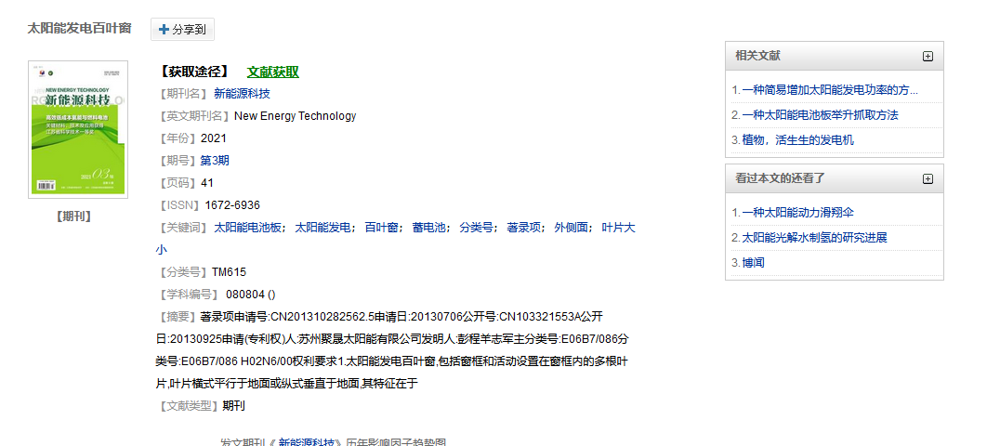 太阳能发电百叶窗
分享到
【获取途径】 文献获取
【期刊名】 新能源科技
【英文期刊名】 New Energy Technology
【年份】 2021
【期号】 第3期
【页码】 41
【ISSN】 1672-6936
【关键词】 太阳能电池板； 太阳能发电； 百叶窗； 蓄电池； 分类号； 著录项； 外侧面； 叶片大
小
【分类号】 TM615
【学科编号】 080804 ()
【摘要】 著录项申请号:CN201310282562.5申请日:20130706公开号:CN103321553A公开
日:20130925申请(专利权)人:苏州聚晟太阳能有限公司发明人:彭程羊志军主分类号:E06B7/086分
类号:E06B7/086 H02N6/00权利要求1.太阳能发电百叶窗,包括窗框和活动设置在窗框内的多根叶
片,叶片横式平行于地面或纵式垂直于地面,其特征在于
【文献类型】 期刊
发文期刊《 新能源科技》历年影响因子趋势图
NEW ENERGY TECHNOLOGY
新能源科技
2021 03
【期刊】
相关文献
1. 一种简易增加太阳能发电功率的方...
2. 一种太阳能电池板举升抓取方法
3. 植物，活生生的发电机
看过本文的还看了
1. 一种太阳能动力滑翔伞
2. 太阳能光解水制氢的研究进展
3. 博闻